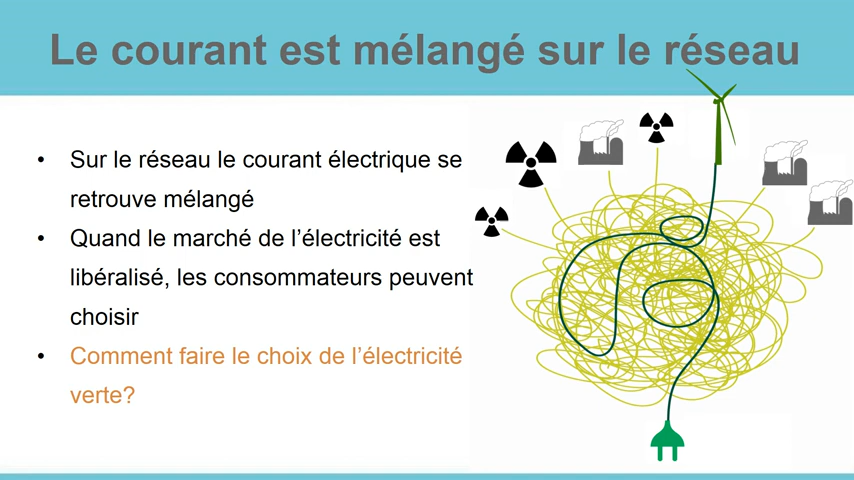 Le courant est mélangé sur le réseau
• Sur le réseau le courant électrique se
retrouve mélangé
• Quand le marché de l’électricité est
libéralisé, les consommateurs peuvent
choisir
• Comment faire le choix de l’électricité
verte?